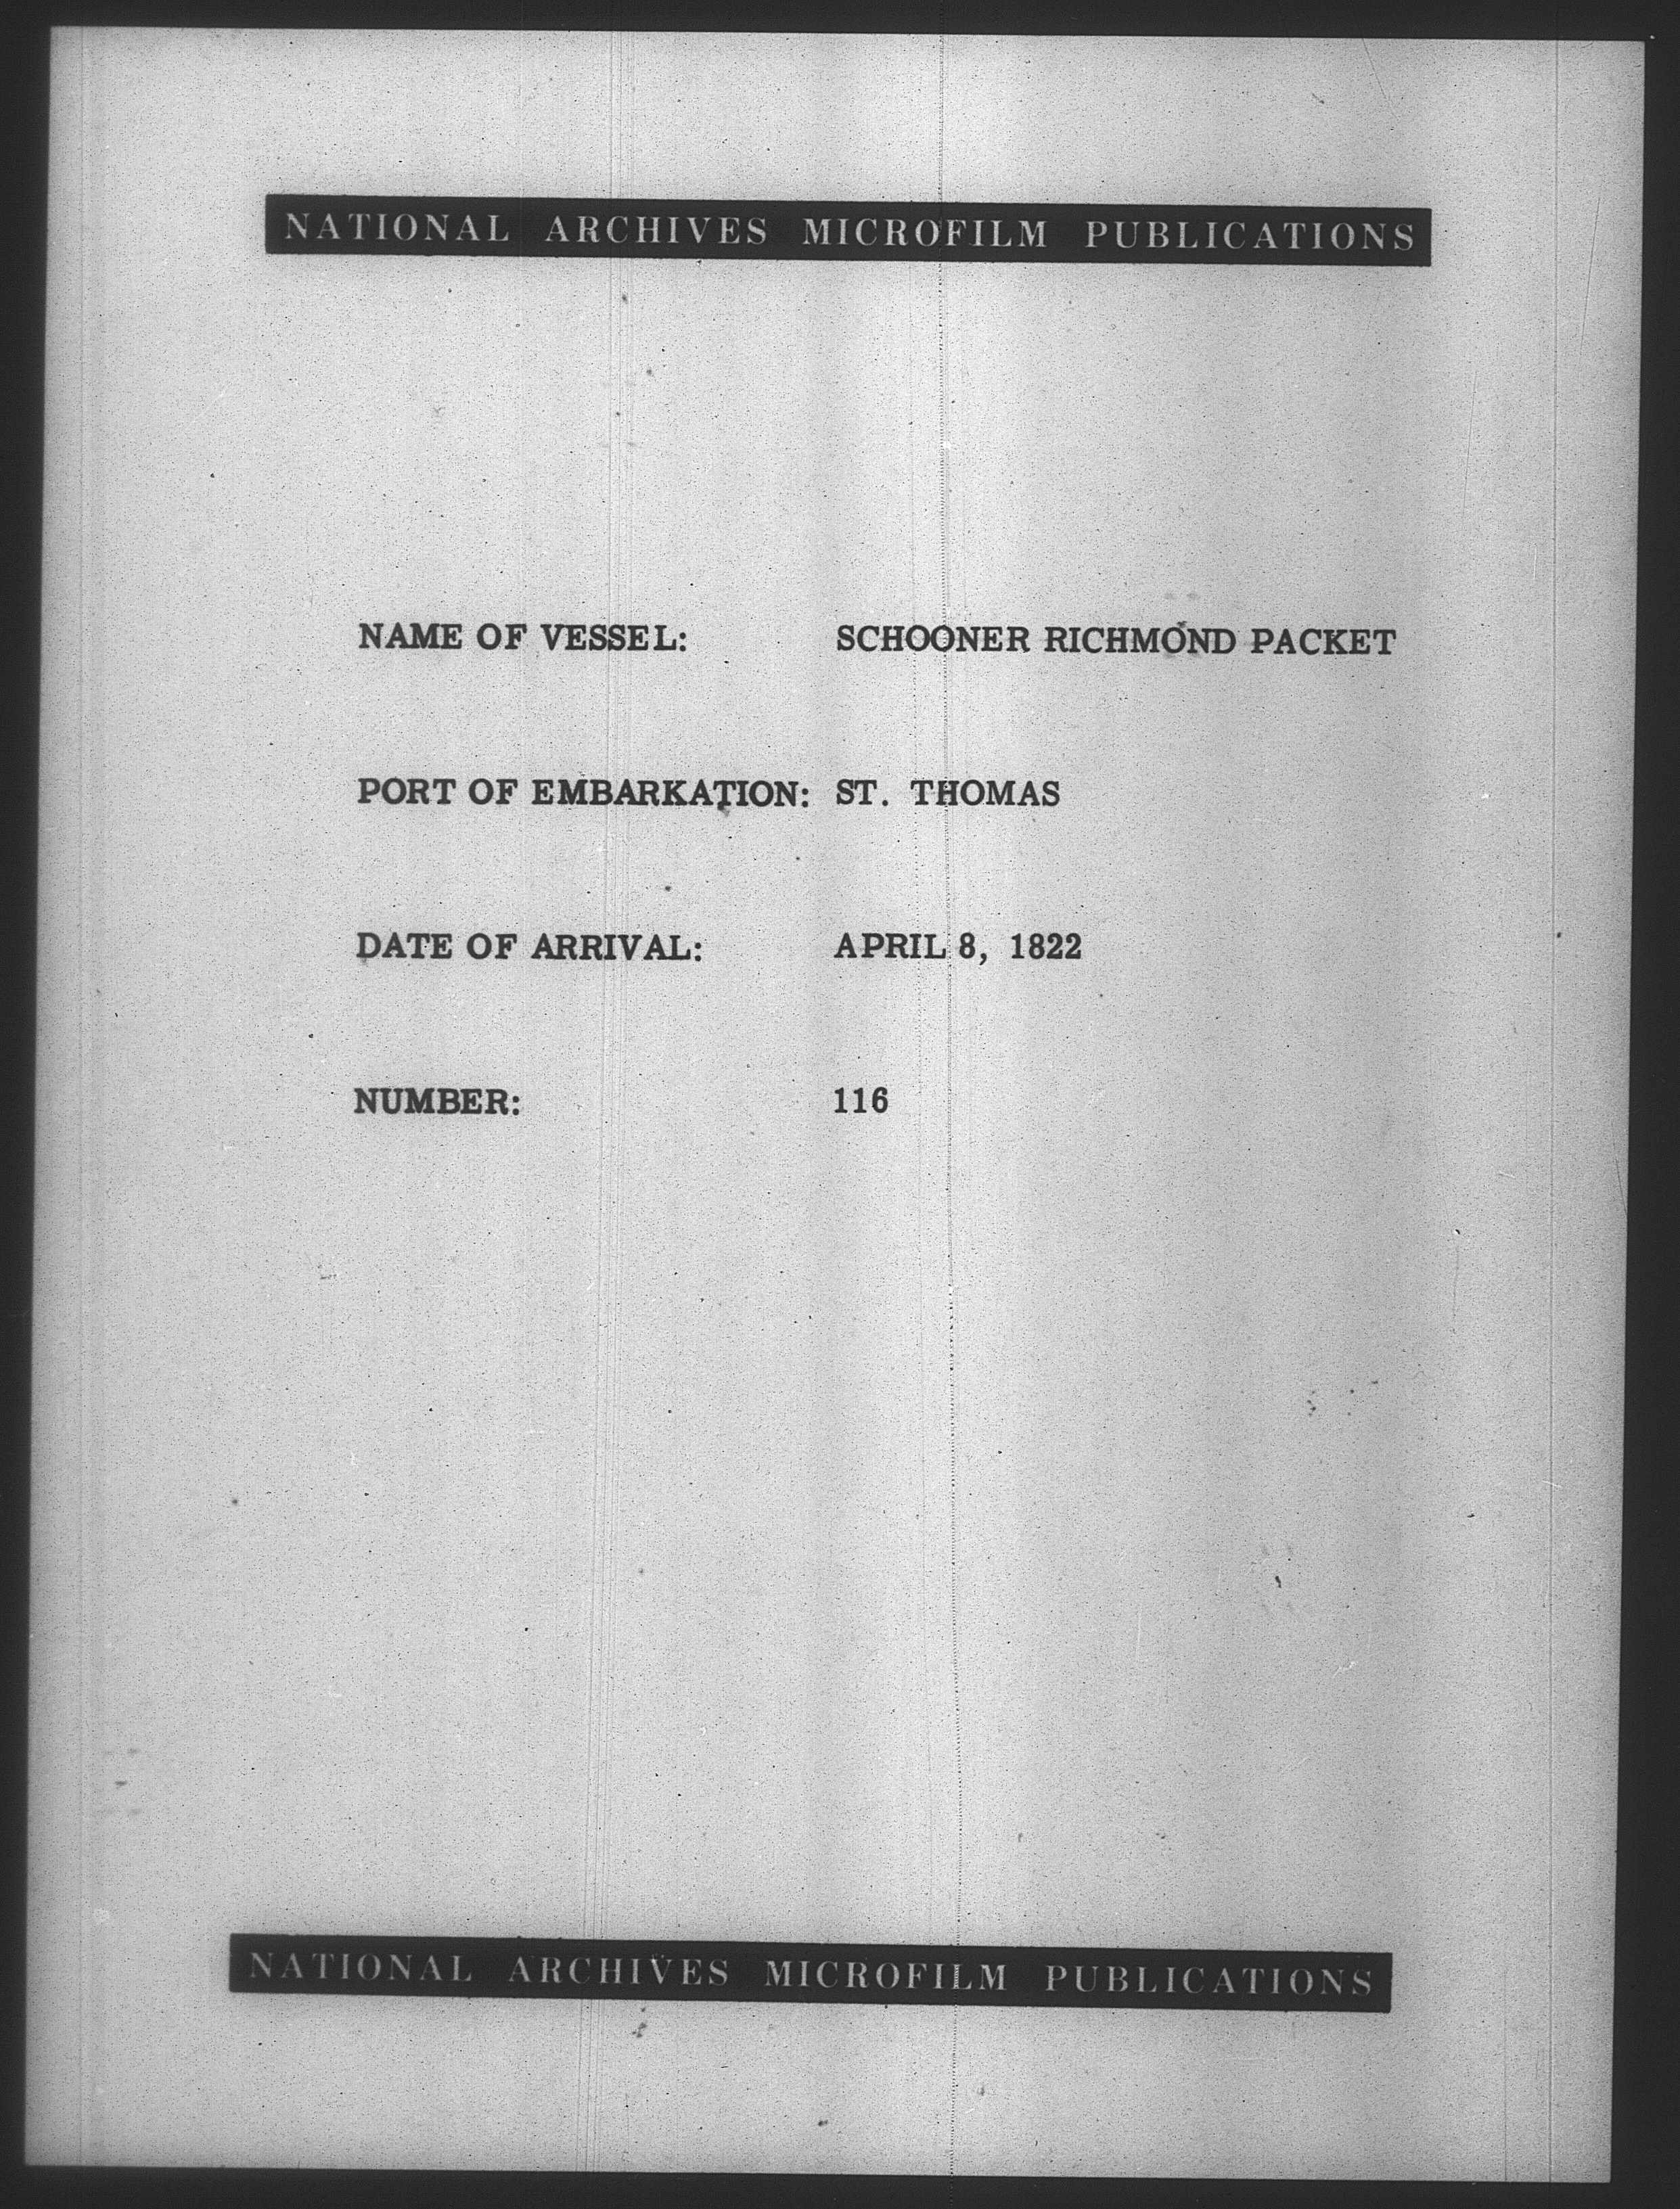 NATIONAL ARCHIVES MICROFILM PUBLICATIONS
NAME OF VESSEL: SCHOONER RICHMOND PACKET
PORT OF EMBARKATION: ST. THOMAS
DATE OF ARRIVAL: APRIL 8, 1822
NUMBER: 116
NATIONAL ARCHIVES MICROFILM PUBLICATIONS